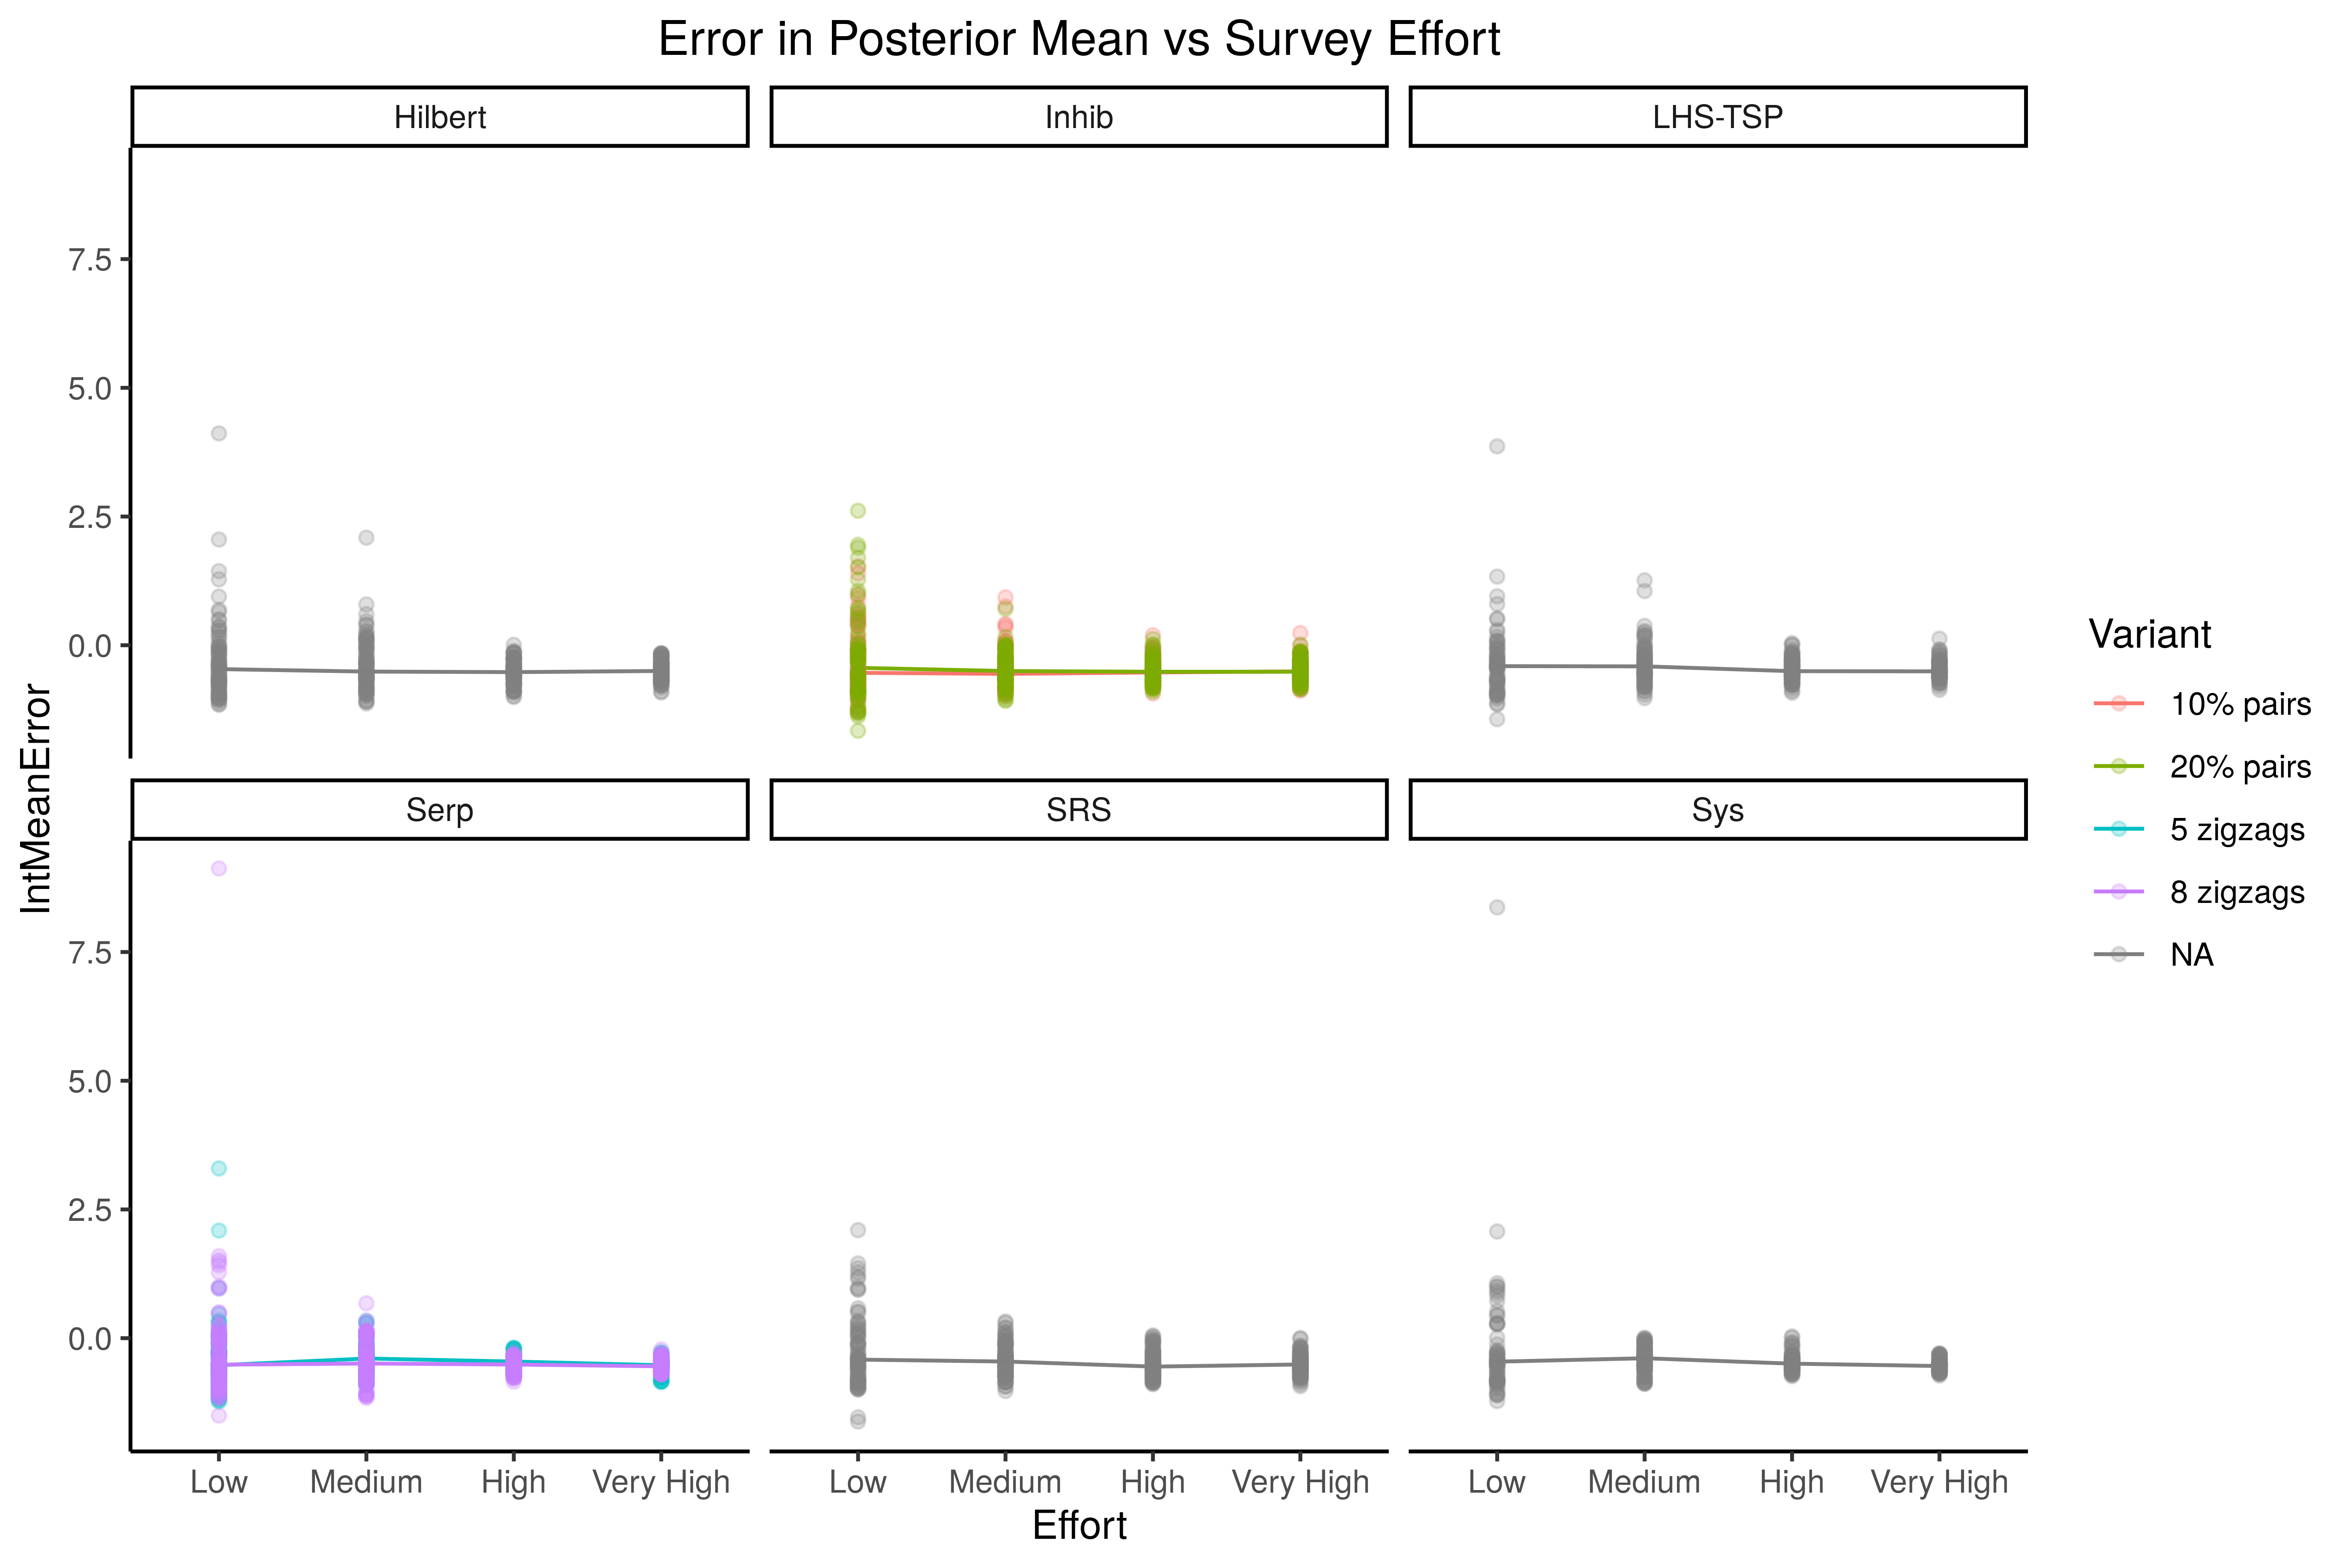 Error in Posterior Mean vs Survey Effort
Hilbert
Inhib
LHS-TSP
7.5
5.0
2.5
0.0
Serp
SRS
Sys
7.5
5.0
2.5
0.0
IntMeanError
Low Medium High Very High
Low Medium High Very High
Low Medium High Very High
Effort
Variant
10% pairs
20% pairs
5 zigzags
8 zigzags
NA